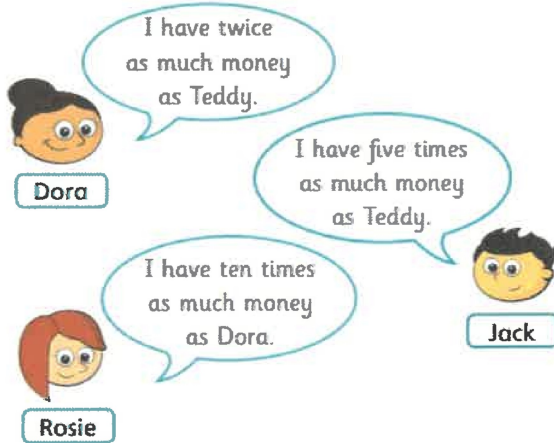 I have twice
as much money
as Teddy.
Dora
I have five times
as much money
as Teddy.
Jack
I have ten times
as much money
as Dora.
Rosie